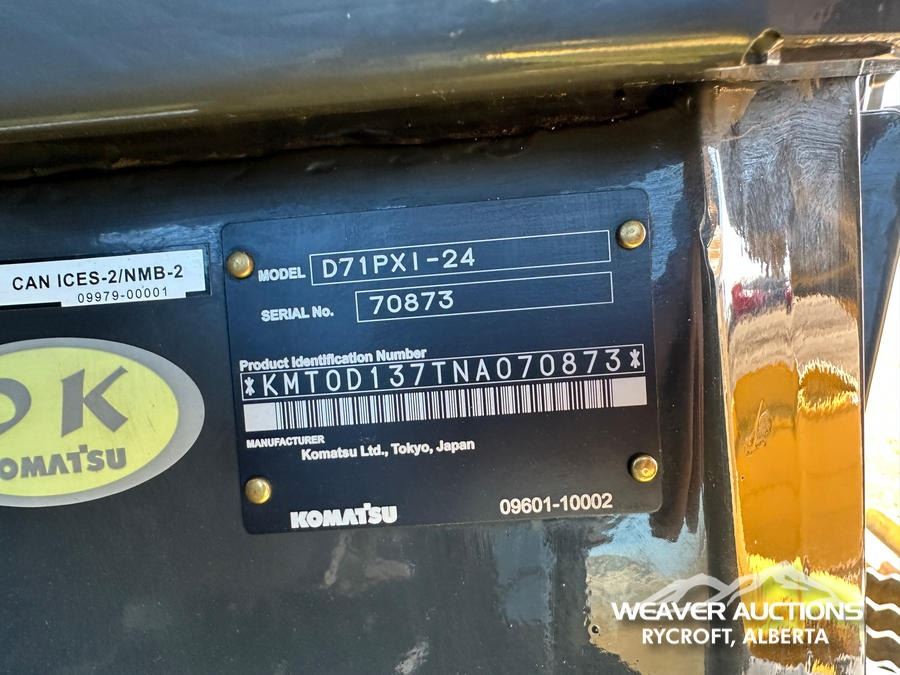 CAN ICES-2/NMB-2
09979-00001
OK
KOMATSU
MODEL D71PXI-24
SERIAL No. 70873
Product Identification Number
*KMT0D137TNA070873*
MANUFACTURER
Komatsu Ltd., Tokyo, Japan
KOMATSU 09601-10002
WEAVER AUCTIONS
RYCROFT, ALBERTA